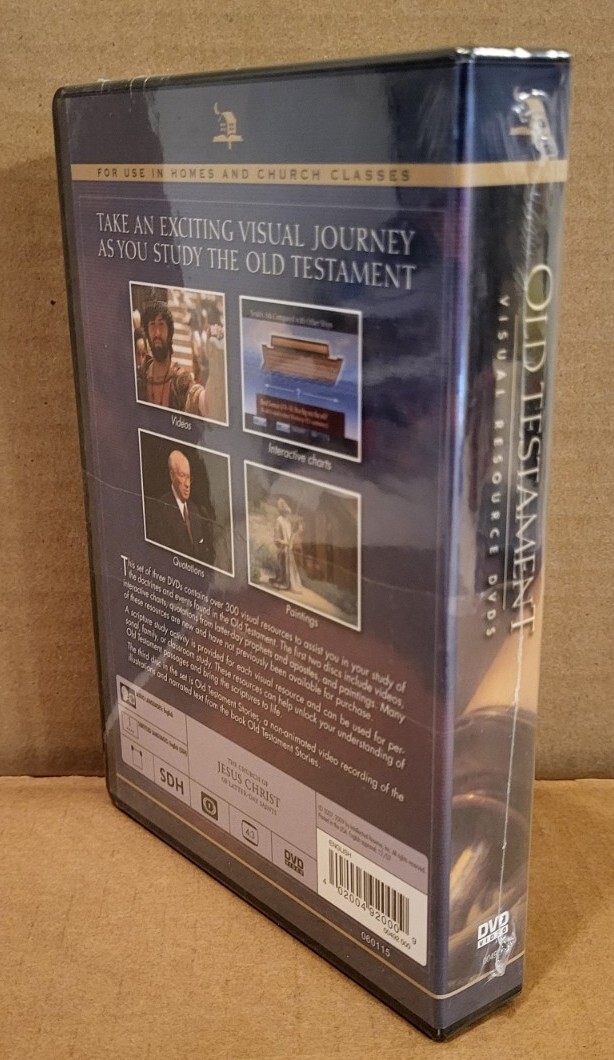 FOR USE IN HOMES AND CHURCH CLASSES
TAKE AN EXCITING VISUAL JOURNEY
AS YOU STUDY THE OLD TESTAMENT
Videos
Interactive charts
Quotations
Paintings
This set of three DVDs contains over 300 visual resources to assist you in your study of
the doctrines and events found in the Old Testament. The first two discs include videos,
interactive charts, quotations from latter-day prophets and apostles, and paintings. Many
of these resources are new and have not previously been available for purchase.
A scripture study activity is provided for each visual resource and can be used for per-
sonal, family, or classroom study. These resources can help unlock your understanding of
Old Testament passages and bring the scriptures to life.
The third disc in the set is Old Testament Stories, a non-animated video recording of the
illustrations and narrated text from the book Old Testament Stories.
SDH
THE CHURCH OF
JESUS CHRIST
OF LATTER-DAY SAINTS
4:3
DVD
VIDEO
ENGLISH
4 02004 92000 9
00492 000
060115
OLD TESTAMENT
VISUAL RESOURCE DVDS
DVD
VIDEO